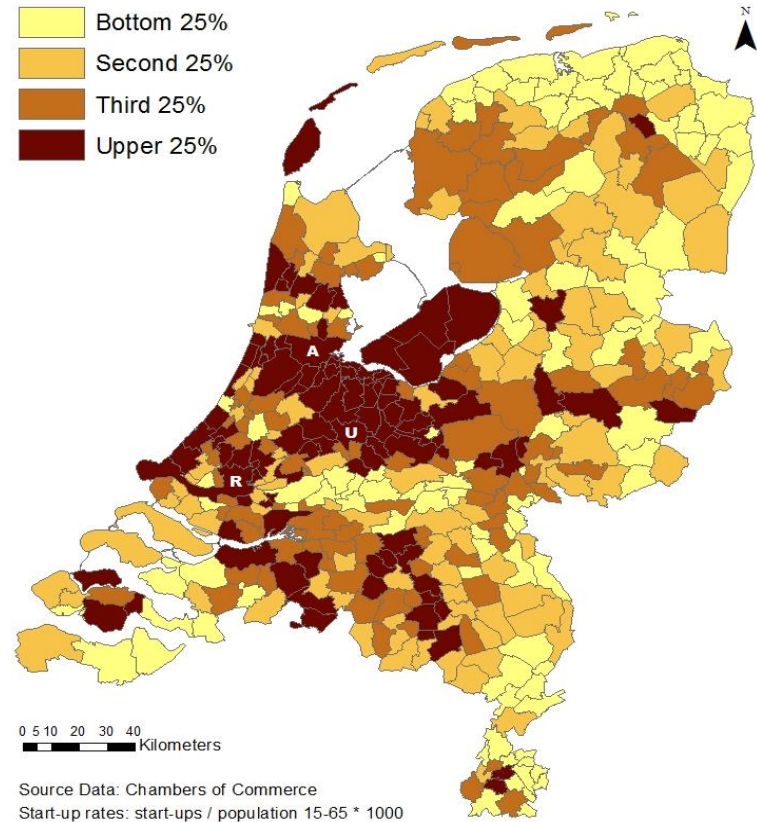 Bottom 25%
Second 25%
Third 25%
Upper 25%
N
A
U
R
0 5 10 20 30 40
Kilometers
Source Data: Chambers of Commerce
Start-up rates: start-ups / population 15-65 * 1000